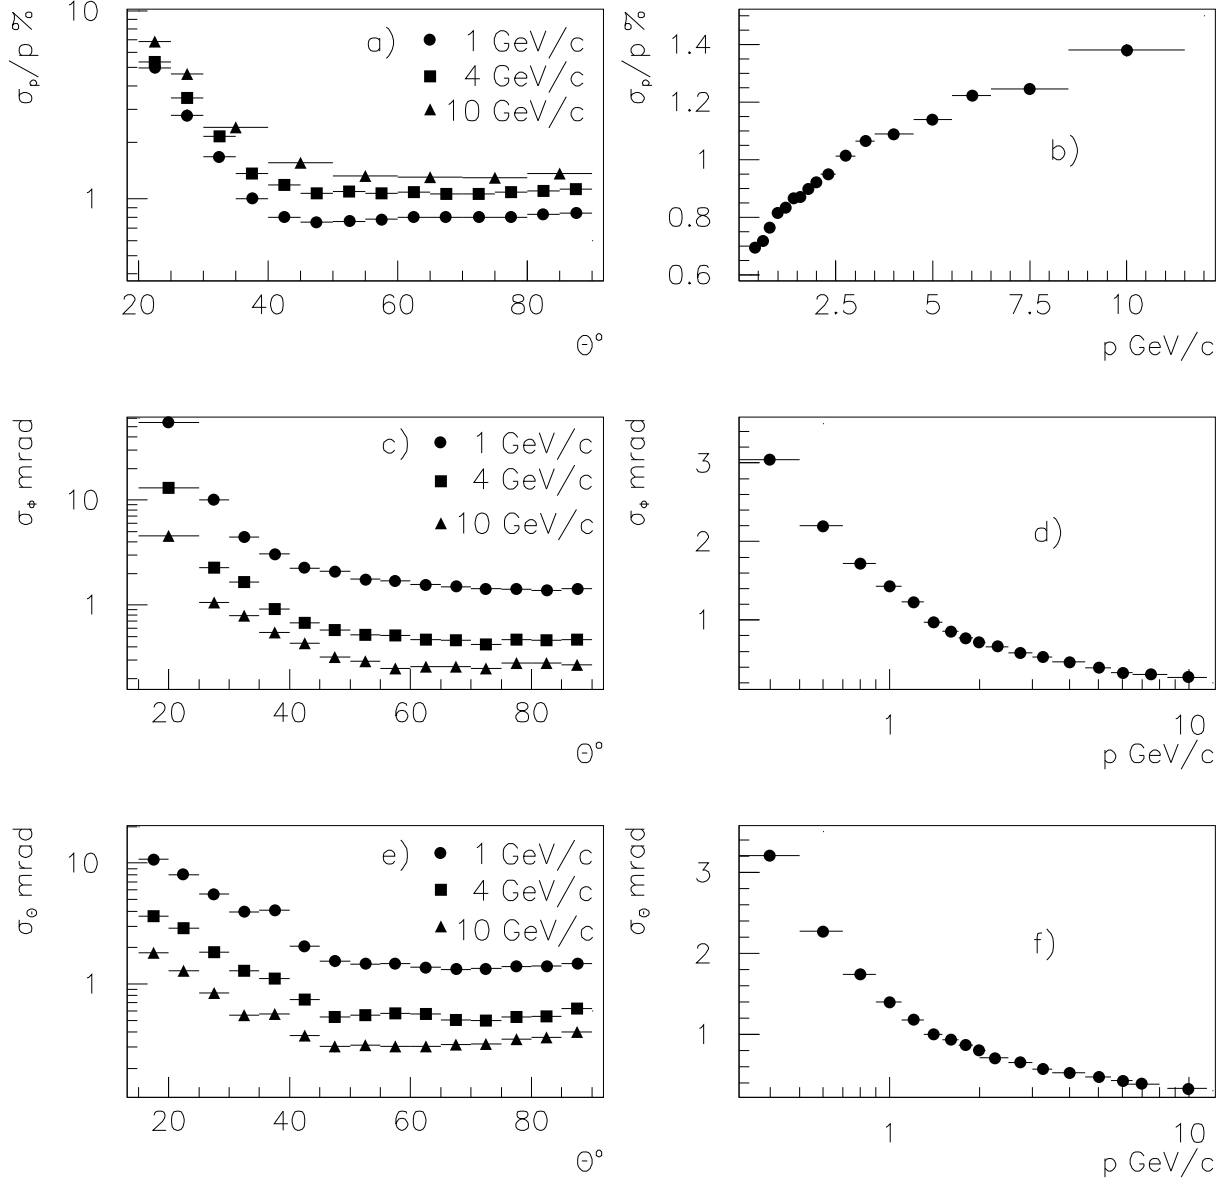 σp/p %
10
1
a)
1 GeV/c
4 GeV/c
10 GeV/c
20 40 60 80
Θº
σp/p %
1.4
1.2
1
0.8
0.6
b)
2.5 5 7.5 10
p GeV/c
σϕ mrad
10
1
c)
1 GeV/c
4 GeV/c
10 GeV/c
20 40 60 80
Θº
σϕ mrad
3
2
1
d)
1 10
p GeV/c
σΘ mrad
10
1
e)
1 GeV/c
4 GeV/c
10 GeV/c
20 40 60 80
Θº
σΘ mrad
3
2
1
f)
1 10
p GeV/c